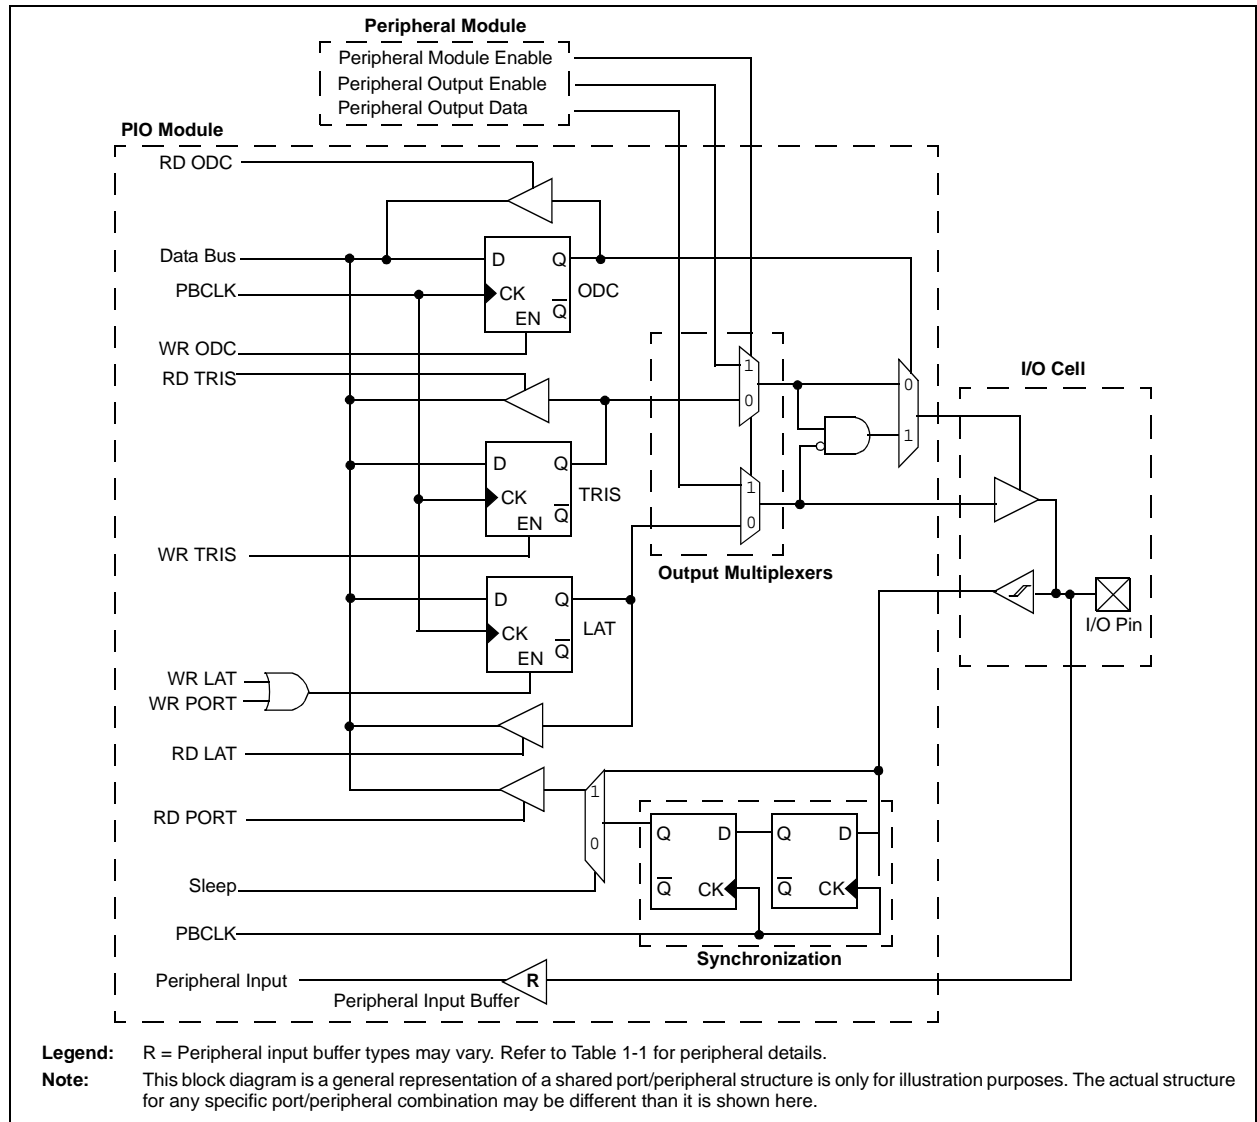 Peripheral Module
Peripheral Module Enable
Peripheral Output Enable
Peripheral Output Data
PIO Module
RD ODC
Data Bus
D Q
ODC
PBCLK
CK
EN Q
WR ODC
RD TRIS
1
0
I/O Cell
0
1
D Q
TRIS
CK
EN Q
WR TRIS
1
0
Output Multiplexers
D Q
LAT
CK
EN Q
I/O Pin
WR LAT
WR PORT
RD LAT
RD PORT
1
0
Q D Q D
Q CK Q CK
Sleep
PBCLK
Synchronization
Peripheral Input
R
Peripheral Input Buffer
Legend: R = Peripheral input buffer types may vary. Refer to Table 1-1 for peripheral details.
Note: This block diagram is a general representation of a shared port/peripheral structure is only for illustration purposes. The actual structure
for any specific port/peripheral combination may be different than it is shown here.